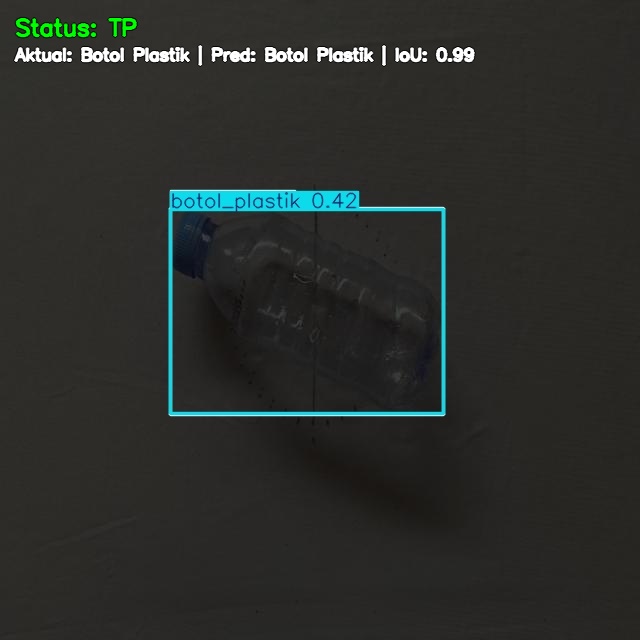 Status: TP
Aktual: Botol Plastik | Pred: Botol Plastik | IoU: 0.99
botol_plastik 0.42